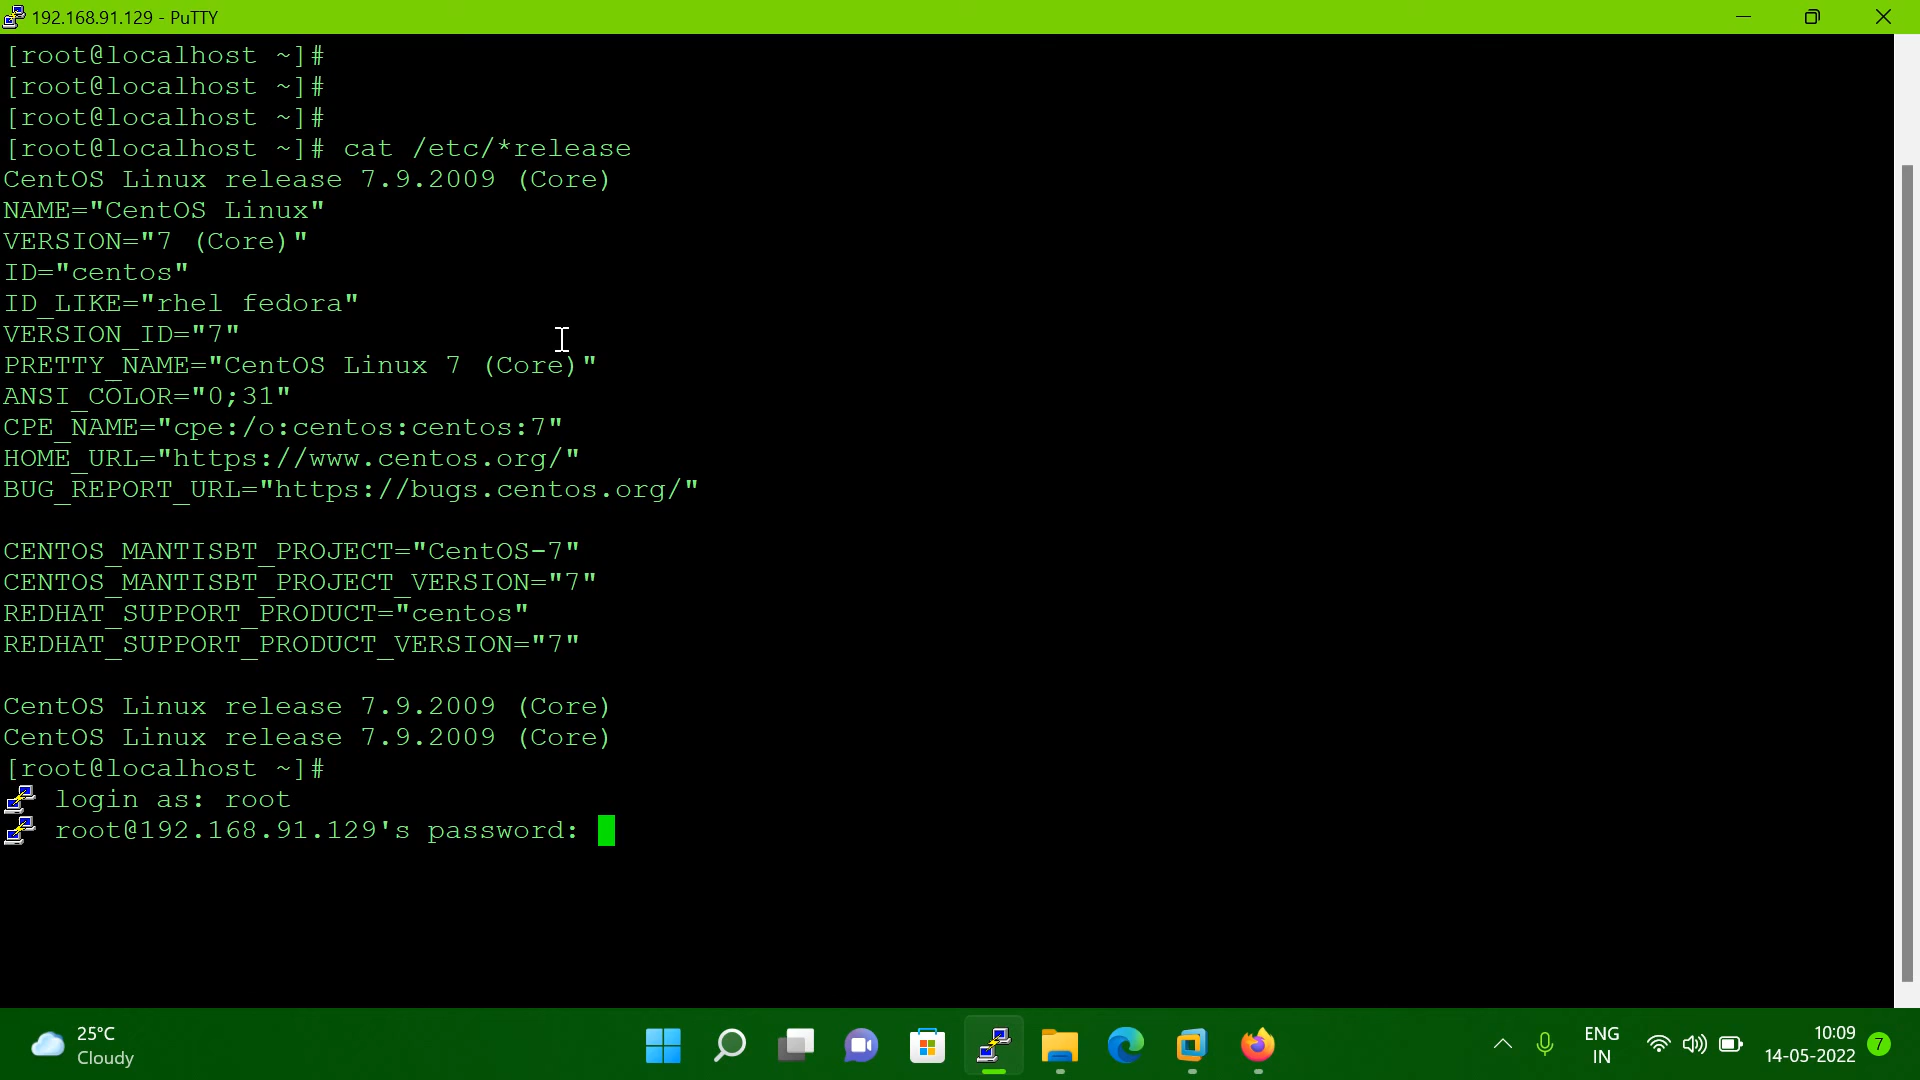 192.168.91.129 - PuTTY
[root@localhost ~]#
[root@localhost ~]#
[root@localhost ~]#
[root@localhost ~]# cat /etc/*release
CentOS Linux release 7.9.2009 (Core)
NAME="CentOS Linux"
VERSION="7 (Core)"
ID="centos"
ID_LIKE="rhel fedora"
VERSION_ID="7"
PRETTY_NAME="CentOS Linux 7 (Core)"
ANSI_COLOR="0;31"
CPE_NAME="cpe:/o:centos:centos:7"
HOME_URL="https://www.centos.org/"
BUG_REPORT_URL="https://bugs.centos.org/"
CENTOS_MANTISBT_PROJECT="CentOS-7"
CENTOS_MANTISBT_PROJECT_VERSION="7"
REDHAT_SUPPORT_PRODUCT="centos"
REDHAT_SUPPORT_PRODUCT_VERSION="7"
CentOS Linux release 7.9.2009 (Core)
CentOS Linux release 7.9.2009 (Core)
[root@localhost ~]#
login as: root
root@192.168.91.129's password:
25°C
Cloudy
ENG
IN
10:09
14-05-2022
7